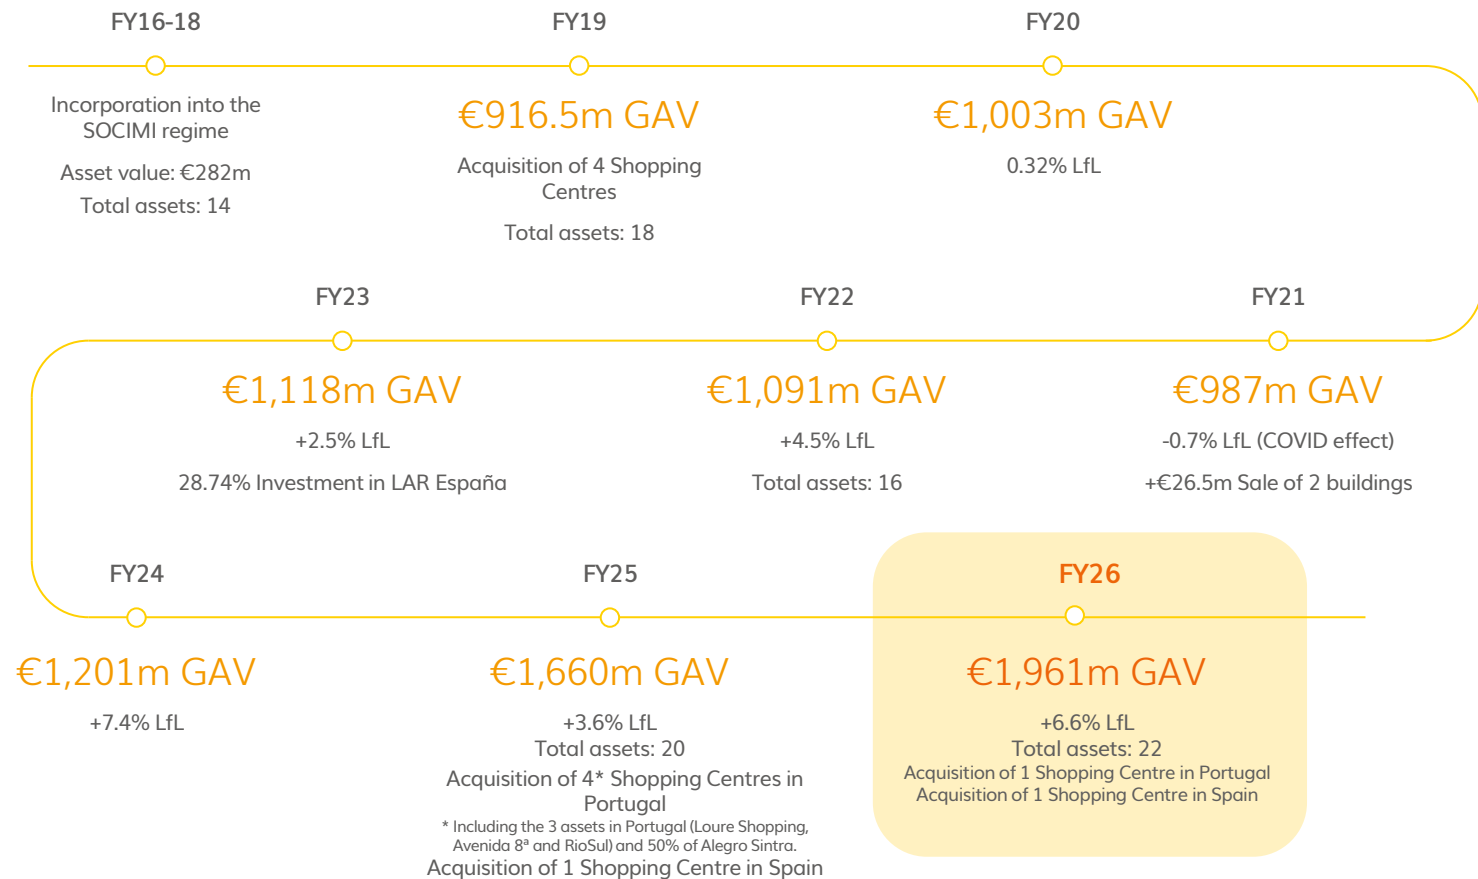 FY16-18
Incorporation into the
SOCIMI regime
Asset value: €282m
Total assets: 14
FY19
€916.5m GAV
Acquisition of 4 Shopping
Centres
Total assets: 18
FY20
€1,003m GAV
0.32% LfL
FY21
€987m GAV
-0.7% LfL (COVID effect)
+€26.5m Sale of 2 buildings
FY22
€1,091m GAV
+4.5% LfL
Total assets: 16
FY23
€1,118m GAV
+2.5% LfL
28.74% Investment in LAR España
FY24
€1,201m GAV
+7.4% LfL
FY25
€1,660m GAV
+3.6% LfL
Total assets: 20
Acquisition of 4* Shopping Centres in
Portugal
* Including the 3 assets in Portugal (Loure Shopping,
Avenida 8ª and RioSul) and 50% of Alegro Sintra.
Acquisition of 1 Shopping Centre in Spain
FY26
€1,961m GAV
+6.6% LfL
Total assets: 22
Acquisition of 1 Shopping Centre in Portugal
Acquisition of 1 Shopping Centre in Spain